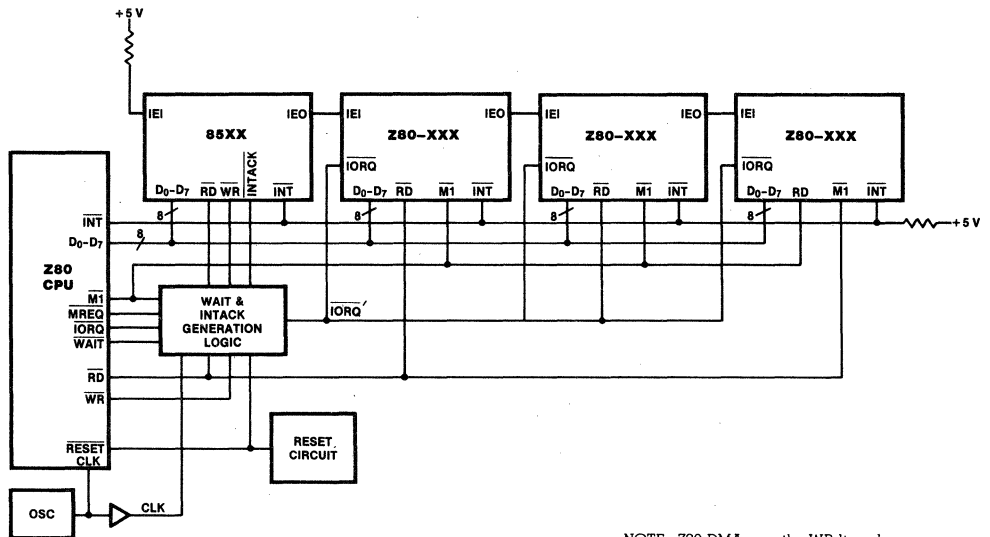 +5 V
IEI IEO IEI IEO IEI IEO IEI
85XX Z80-XXX Z80-XXX Z80-XXX
INTACK
IORQ IORQ IORQ
D0-D7 RD WR INT D0-D7 RD M1 INT D0-D7 RD M1 INT D0-D7 RD M1 INT
8 8 8 8
INT
+5 V
8
D0-D7
Z80
CPU
M1
MREQ
IORQ
WAIT
WAIT &
INTACK
GENERATION
LOGIC
IORQ'
RD
WR
RESET
CLK
RESET
CIRCUIT
OSC
CLK